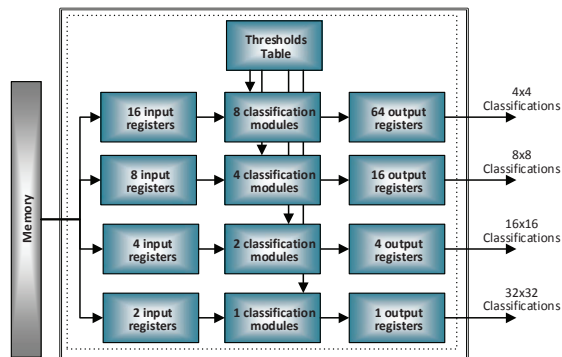 Thresholds
Table
Memory
16 input
registers
8 classification
modules
64 output
registers
4x4
Classifications
8 input
registers
4 classification
modules
16 output
registers
8x8
Classifications
4 input
registers
2 classification
modules
4 output
registers
16x16
Classifications
2 input
registers
1 classification
modules
1 output
registers
32x32
Classifications